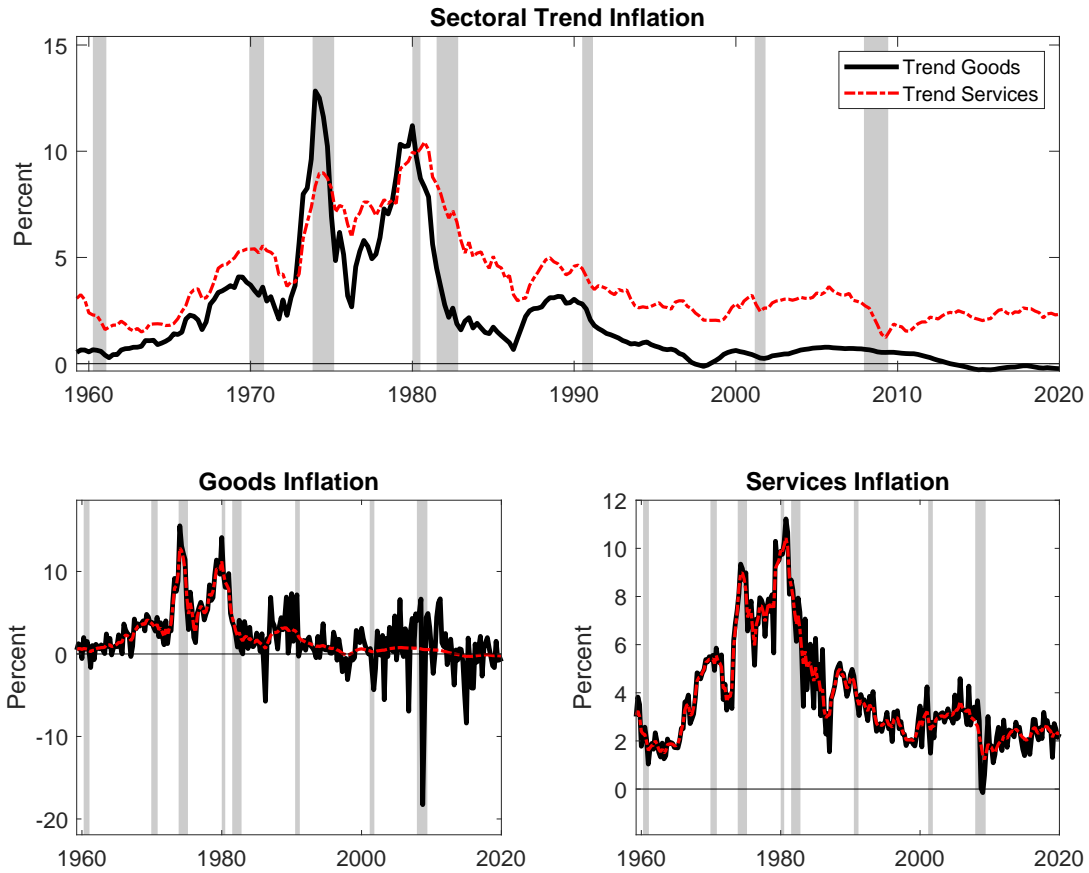 Sectoral Trend Inflation
15
10
5
0
Percent
Trend Goods
Trend Services
1960 1970 1980 1990 2000 2010 2020
Goods Inflation
10
0
-10
-20
Percent
1960 1980 2000 2020
Services Inflation
12
10
8
6
4
2
0
Percent
1960 1980 2000 2020